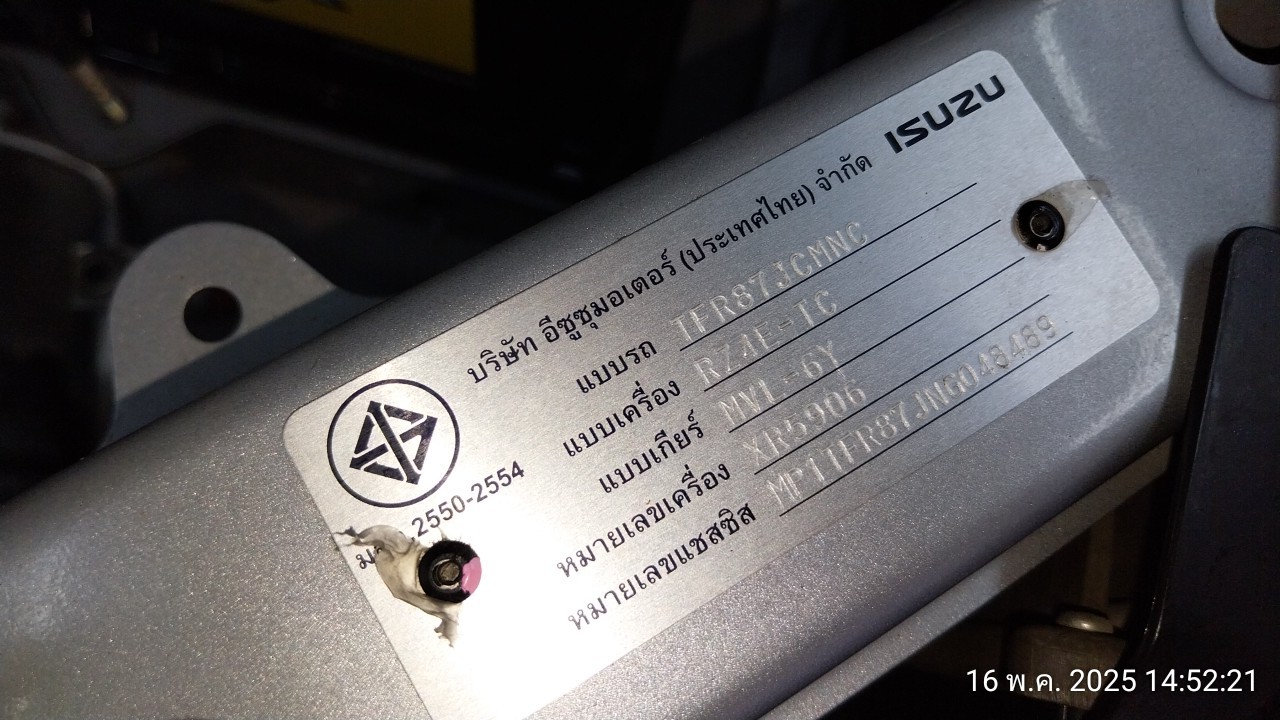 ISUZU
บริษัท อีซูซุมอเตอร์ (ประเทศไทย) จำกัด
แบบรถ TFR87JCMNC
แบบเครื่อง RZ4E-TC
แบบเกียร์ MVL-6Y
หมายเลขเครื่อง XR5906
หมายเลขแชสซิส MP1TFR87JNG048489
2550-2554
16 พ.ค. 2025 14:52:21